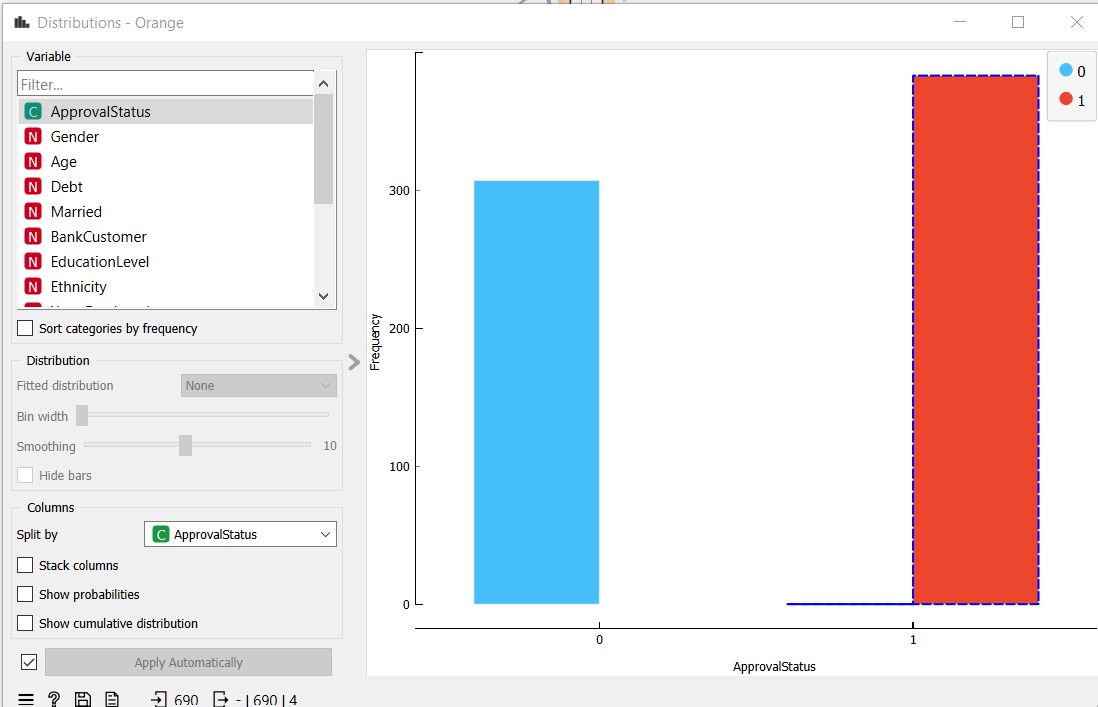 Distributions - Orange
Variable
Filter...
C ApprovalStatus
N Gender
N Age
N Debt
N Married
N BankCustomer
N EducationLevel
N Ethnicity
Sort categories by frequency
Distribution
Fitted distribution None
Bin width
Smoothing 10
Hide bars
Columns
Split by C ApprovalStatus
Stack columns
Show probabilities
Show cumulative distribution
Apply Automatically
? 690 - | 690 | 4
Frequency
300
200
100
0
0 1
ApprovalStatus
0
1